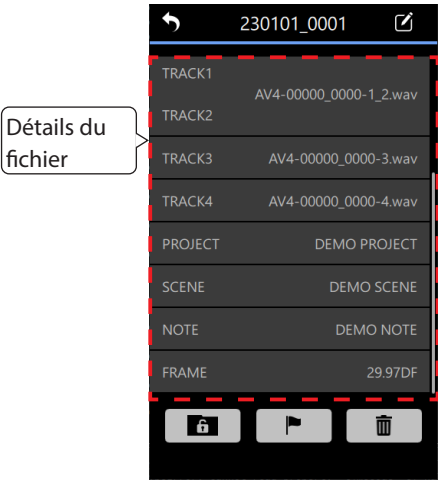 230101_0001
Détails du
fichier
TRACK1
AV4-00000_0000-1_2.wav
TRACK2
TRACK3 AV4-00000_0000-3.wav
TRACK4 AV4-00000_0000-4.wav
PROJECT DEMO PROJECT
SCENE DEMO SCENE
NOTE DEMO NOTE
FRAME 29.97DF